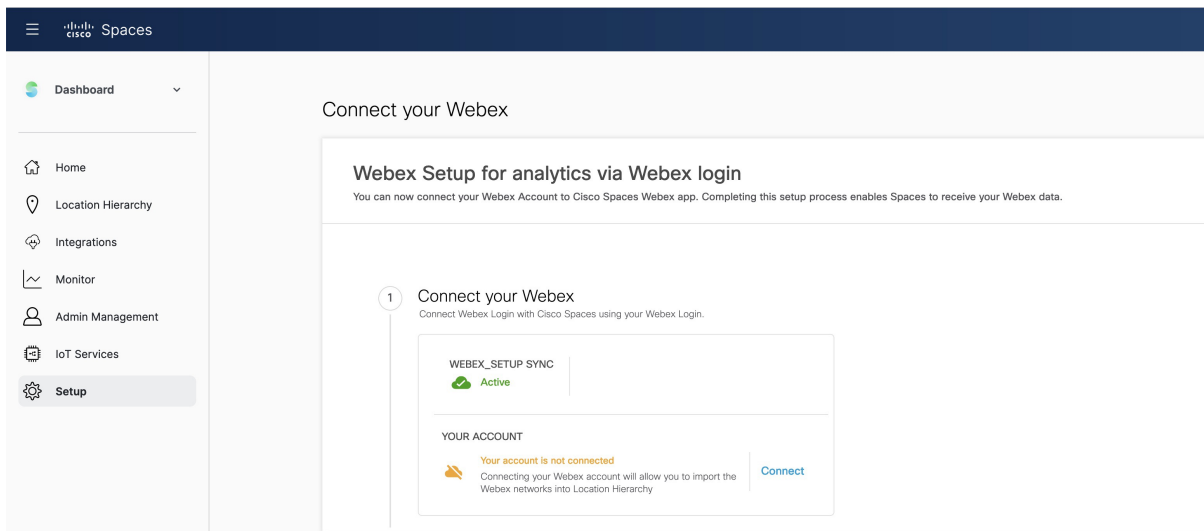 cisco Spaces
Dashboard
Home
Location Hierarchy
Integrations
Monitor
Admin Management
IoT Services
Setup
Connect your Webex
Webex Setup for analytics via Webex login
You can now connect your Webex Account to Cisco Spaces Webex app. Completing this setup process enables Spaces to receive your Webex data.
1 Connect your Webex
Connect Webex Login with Cisco Spaces using your Webex Login.
WEBEX_SETUP SYNC
Active
YOUR ACCOUNT
Your account is not connected
Connecting your Webex account will allow you to import the
Webex networks into Location Hierarchy
Connect